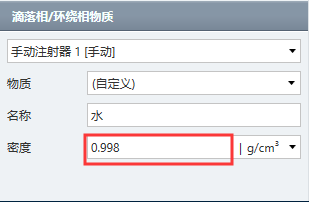 滴落相/环绕相物质
手动注射器 1 [手动]
物质 (自定义)
名称 水
密度 0.998 | g/cm³